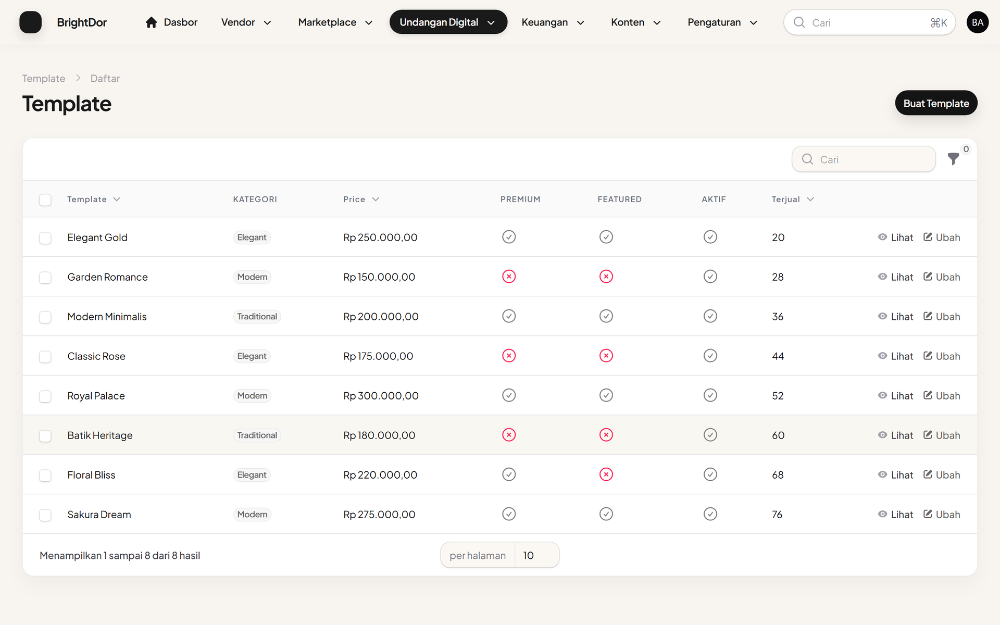 BrightDor Dasbor Vendor Marketplace Undangan Digital Keuangan Konten Pengaturan Cari ⌘K BA
Template Daftar
Template
Buat Template
Cari 0
Template KATEGORI Price PREMIUM FEATURED AKTIF Terjual
Elegant Gold Elegant Rp 250.000,00 20 Lihat Ubah
Garden Romance Modern Rp 150.000,00 28 Lihat Ubah
Modern Minimalis Traditional Rp 200.000,00 36 Lihat Ubah
Classic Rose Elegant Rp 175.000,00 44 Lihat Ubah
Royal Palace Modern Rp 300.000,00 52 Lihat Ubah
Batik Heritage Traditional Rp 180.000,00 60 Lihat Ubah
Floral Bliss Elegant Rp 220.000,00 68 Lihat Ubah
Sakura Dream Modern Rp 275.000,00 76 Lihat Ubah
Menampilkan 1 sampai 8 dari 8 hasil per halaman 10